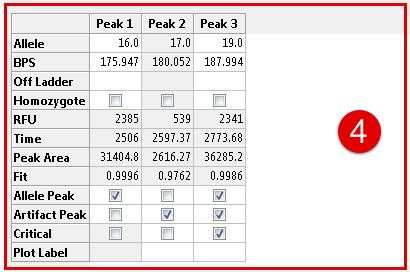 Peak 1 Peak 2 Peak 3
Allele 16.0 17.0 19.0
BPS 175.947 180.052 187.994
Off Ladder
Homozygote
RFU 2385 539 2341
Time 2506 2597.37 2773.68
Peak Area 31404.8 2616.27 36285.2
Fit 0.9996 0.9762 0.9986
Allele Peak
Artifact Peak
Critical
Plot Label
4